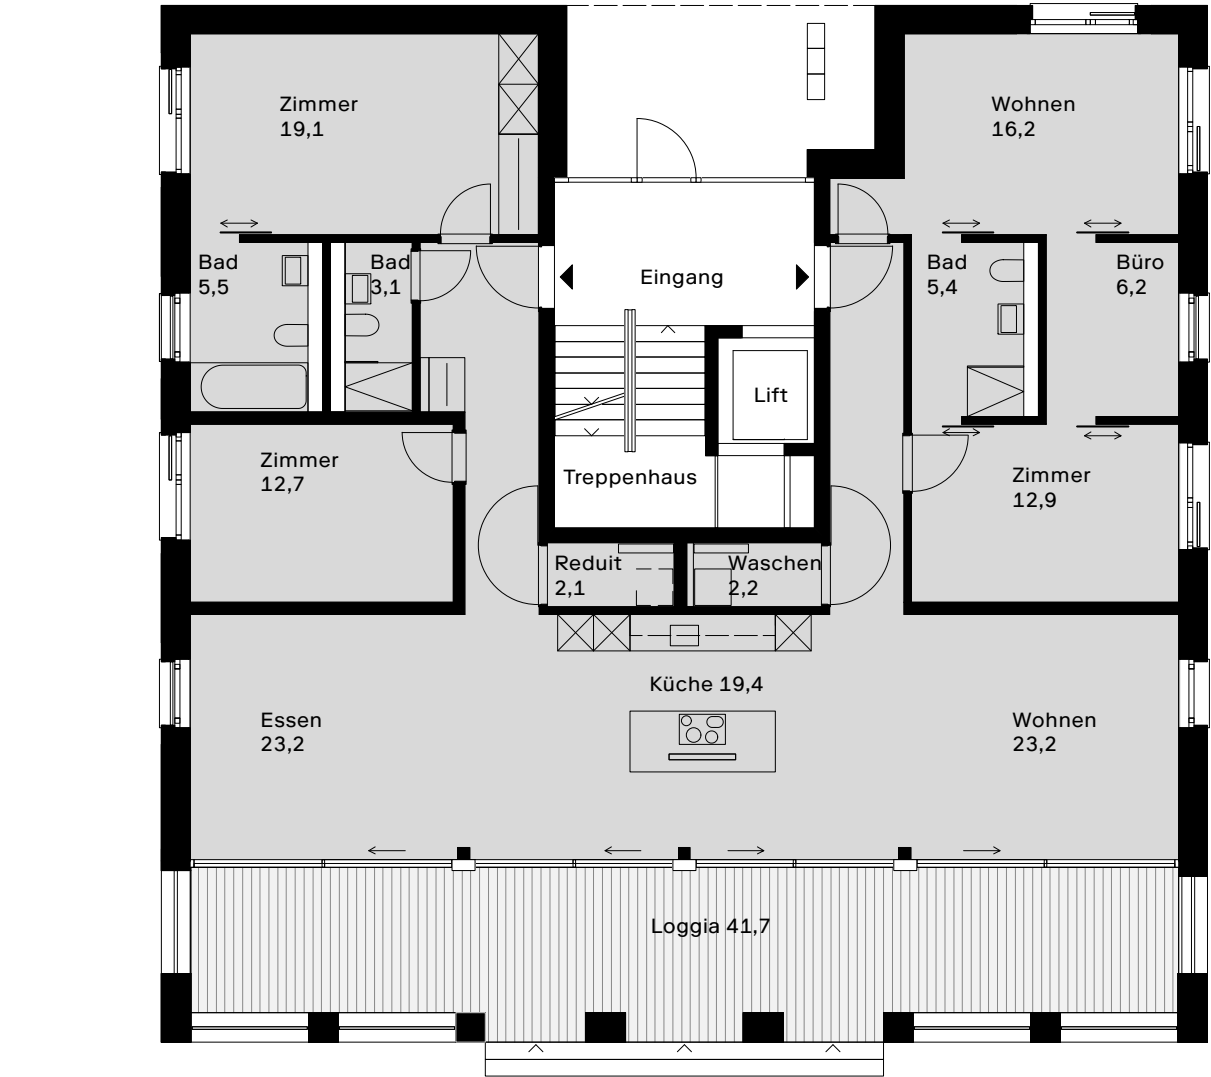 Zimmer
19,1
Wohnen
16,2
Bad
5,5
Bad
3,1
Eingang
Bad
5,4
Büro
6,2
Lift
Zimmer
12,7
Treppenhaus
Zimmer
12,9
Reduit
2,1
Waschen
2,2
Küche 19,4
Essen
23,2
Wohnen
23,2
Loggia 41,7